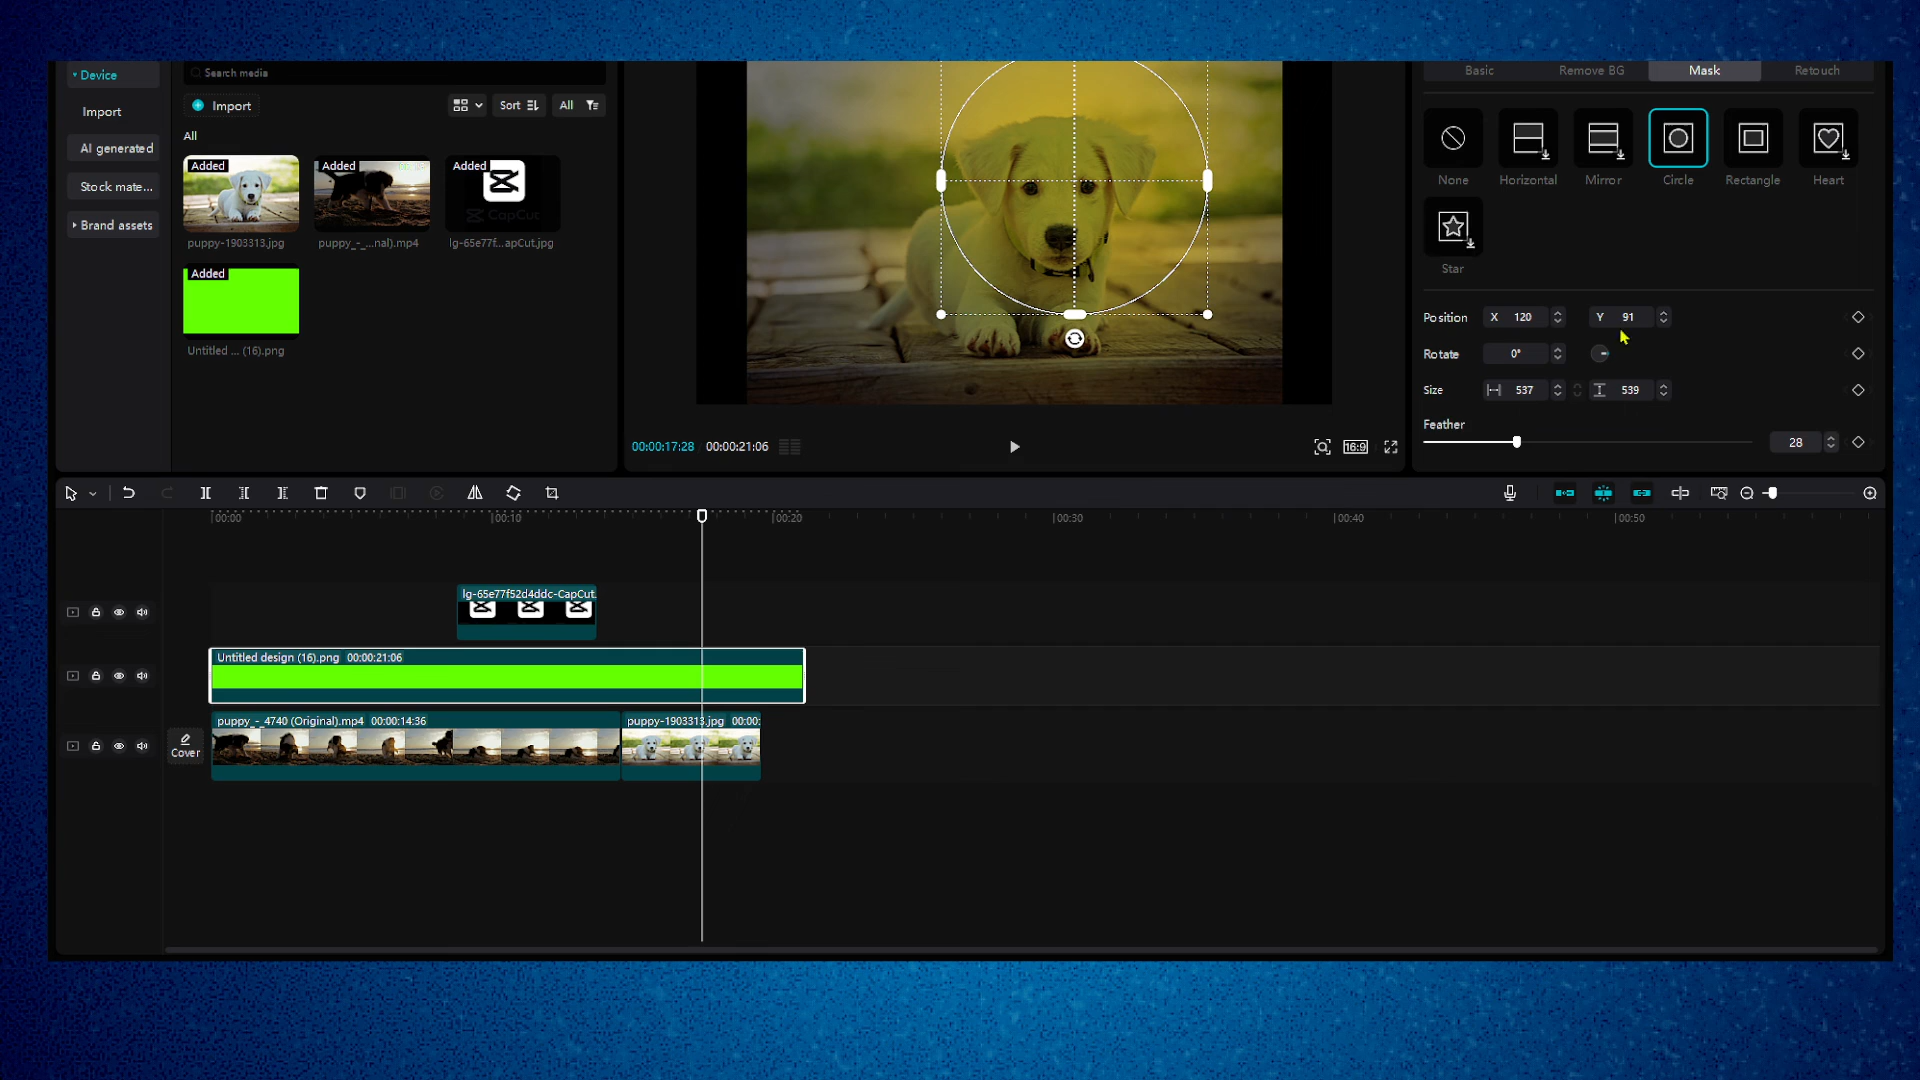 Device
Search media
Basic
Remove BG
Mask
Retouch
Import
Import
Sort
All
All
AI generated
Stock mate...
Brand assets
Added
Added
Added
CapCut
puppy-1903313.jpg
puppy_-_...nal).mp4
lg-65e77f...apCut.jpg
Added
Untitled ... (16).png
None
Horizontal
Mirror
Circle
Rectangle
Heart
Star
Position X 120 Y 91
Rotate 0°
Size 537 539
Feather
28
00:00:17:28 00:00:21:06
16:9
00:00
00:10
00:20
00:30
00:40
00:50
lg-65e77f52d4ddc-CapCut.
Untitled design (16).png 00:00:21:06
puppy_-_4740 (Original).mp4 00:00:14:36
puppy-1903313.jpg 00:00:
Cover